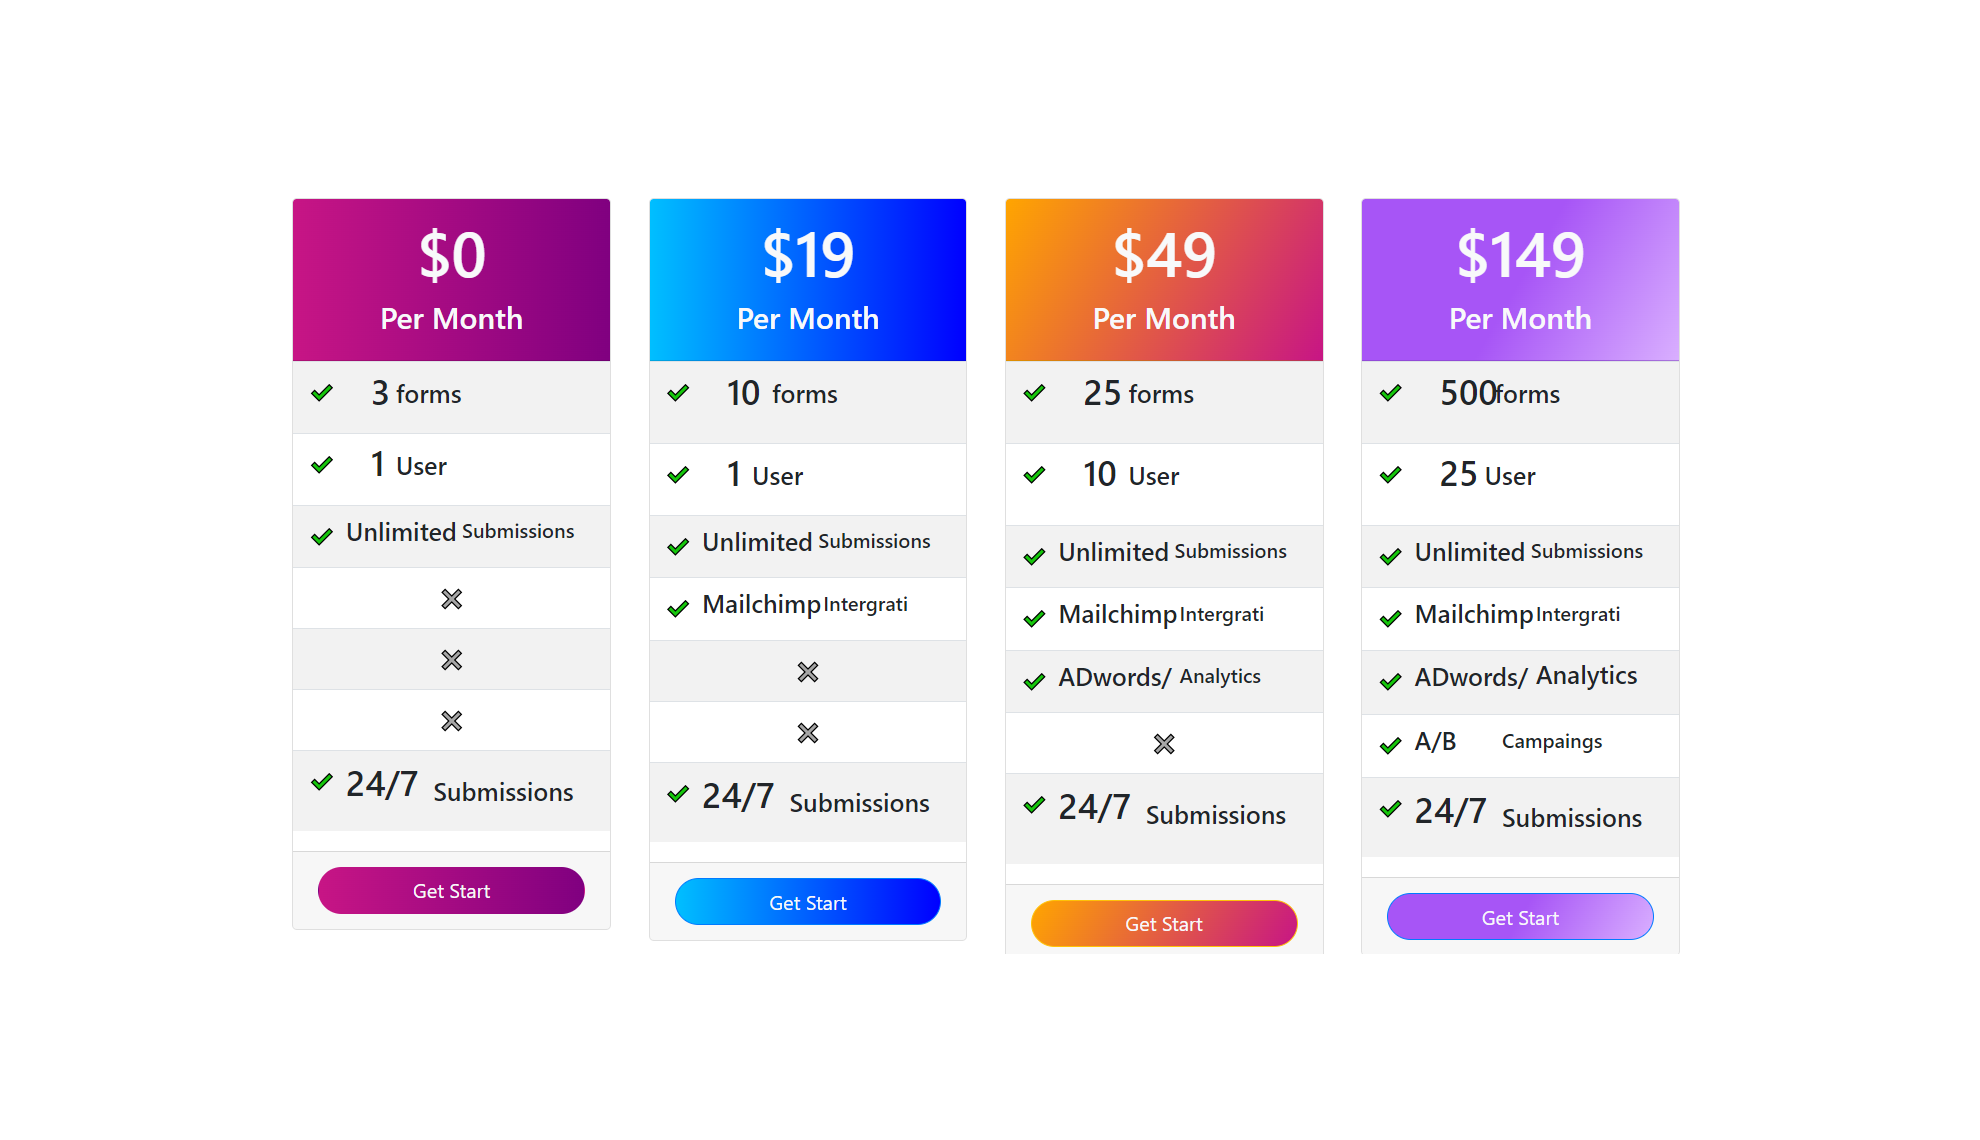 $0
Per Month
3 forms
1 User
Unlimited Submissions
24/7 Submissions
Get Start
$19
Per Month
10 forms
1 User
Unlimited Submissions
Mailchimp Intergrati
24/7 Submissions
Get Start
$49
Per Month
25 forms
10 User
Unlimited Submissions
Mailchimp Intergrati
ADwords/ Analytics
24/7 Submissions
Get Start
$149
Per Month
500 forms
25 User
Unlimited Submissions
Mailchimp Intergrati
ADwords/ Analytics
A/B Campaings
24/7 Submissions
Get Start